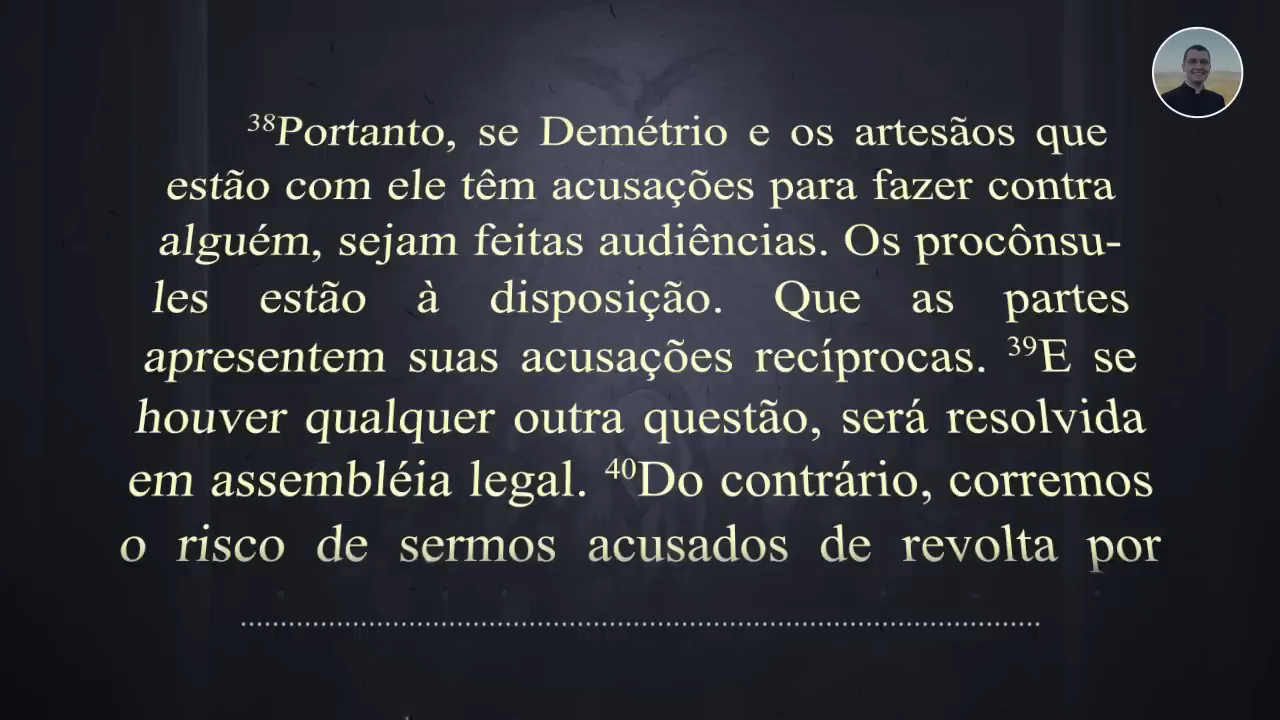 ³⁸Portanto, se Demétrio e os artesãos que
estão com ele têm acusações para fazer contra
alguém, sejam feitas audiências. Os procônsu-
les estão à disposição. Que as partes
apresentem suas acusações recíprocas. ³⁹E se
houver qualquer outra questão, será resolvida
em assembléia legal. ⁴⁰Do contrário, corremos
o risco de sermos acusados de revolta por